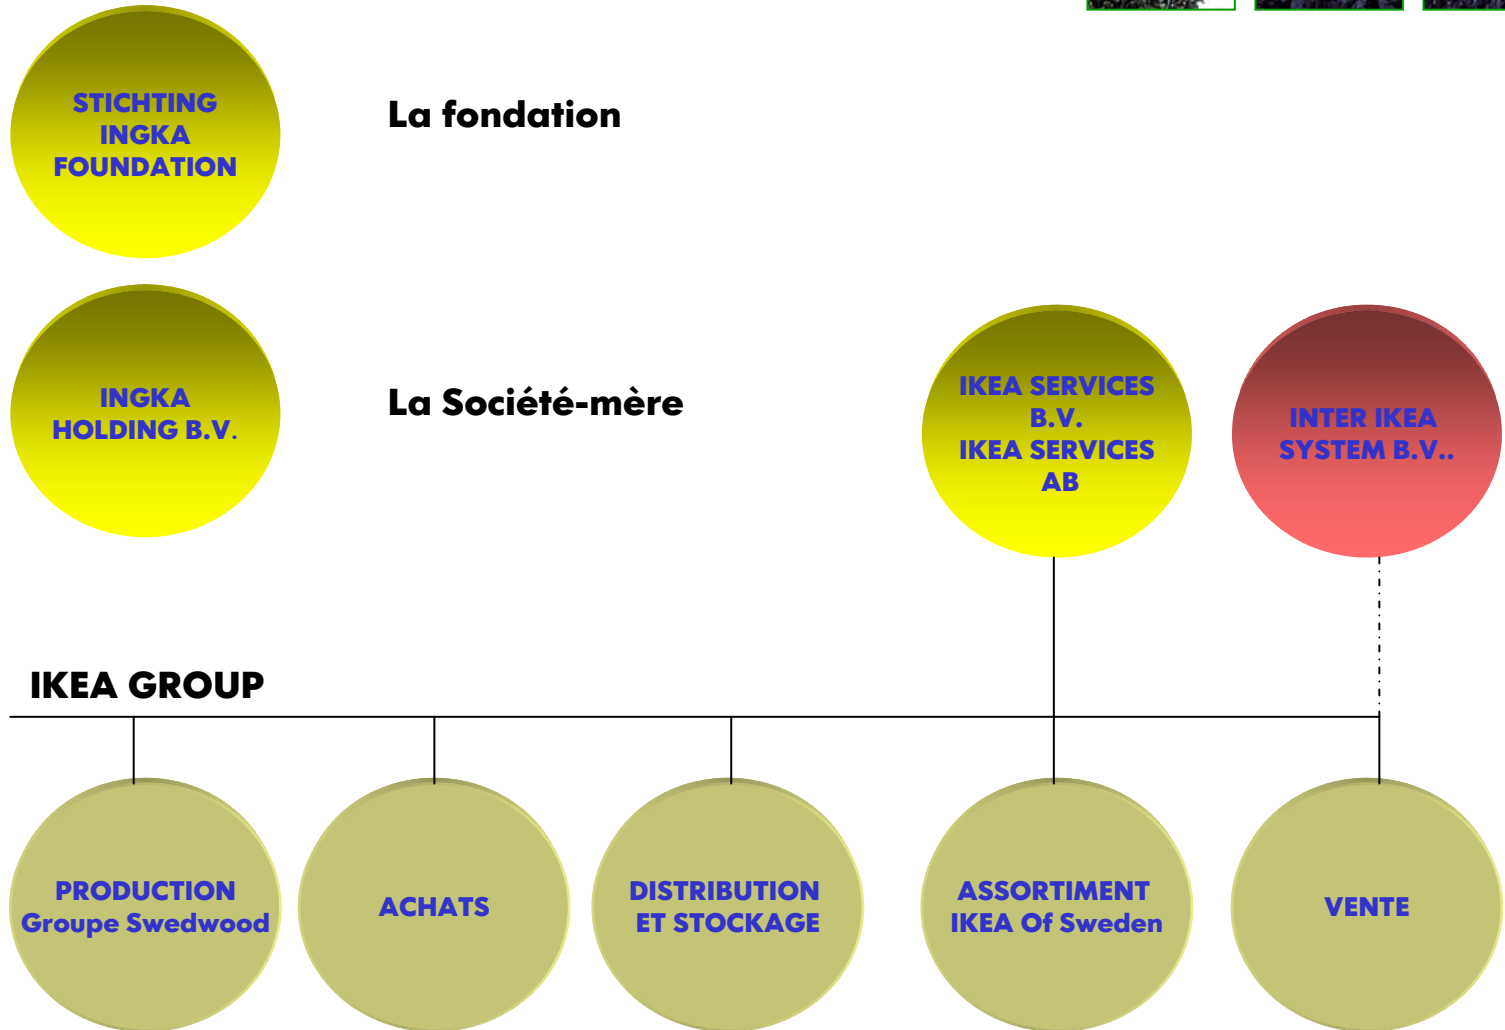 STICHTING
INGKA
FOUNDATION
La fondation
INGKA
HOLDING B.V.
La Société-mère
IKEA SERVICES
B.V.
IKEA SERVICES
AB
INTER IKEA
SYSTEM B.V..
IKEA GROUP
PRODUCTION
Groupe Swedwood
ACHATS
DISTRIBUTION
ET STOCKAGE
ASSORTIMENT
IKEA Of Sweden
VENTE